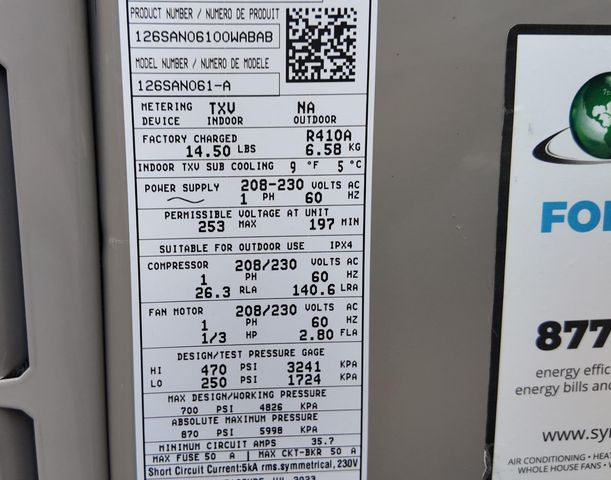 PRODUCT NUMBER / NUMERO DE PRODUIT
126SAN06100WABAB
MODEL NUMBER / NUMERO DE MODELE
126SAN061-A
METERING TXV NA
DEVICE INDOOR OUTDOOR
FACTORY CHARGED R410A
14.50 LBS 6.58 KG
INDOOR TXV SUB COOLING 9 °F 5 °C
POWER SUPPLY 208-230 VOLTS AC
1 PH 60 HZ
PERMISSIBLE VOLTAGE AT UNIT
253 MAX 197 MIN
SUITABLE FOR OUTDOOR USE IPX4
COMPRESSOR 208/230 VOLTS AC
1 PH 60 HZ
26.3 RLA 140.6 LRA
FAN MOTOR 208/230 VOLTS AC
1 PH 60 HZ
1/3 HP 2.80 FLA
DESIGN/TEST PRESSURE GAGE
HI 470 PSI 3241 KPA
LO 250 PSI 1724 KPA
MAX DESIGN/WORKING PRESSURE
700 PSI 4826 KPA
ABSOLUTE MAXIMUM PRESSURE
870 PSI 5998 KPA
MINIMUM CIRCUIT AMPS 35.7
MAX FUSE 50 A MAX CKT-BKR 50 A
Short Circuit Current:5kA rms.symmetrical, 230V
2023
877
energy effic
energy bills and
www.sy
AIR CONDITIONING • HEAT
WHOLE HOUSE FANS •